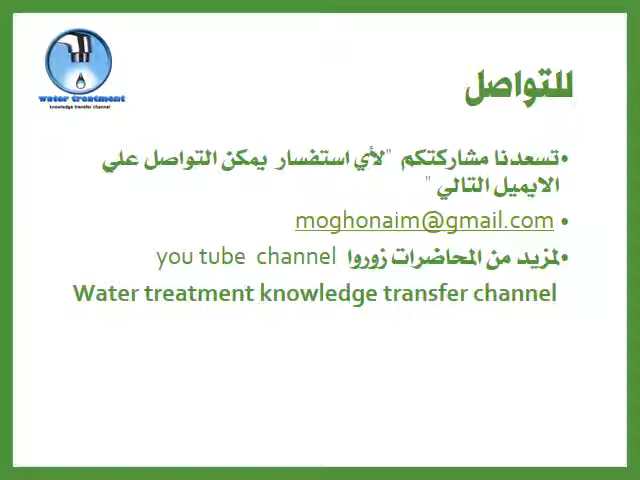 water treatment
knowledge transfer channel
للتواصل
•تسعدنا مشاركتكم "لأي استفسار يمكن التواصل علي
الايميل التالي "
• moghonaim@gmail.com
•لمزيد من المحاضرات زوروا you tube channel
Water treatment knowledge transfer channel